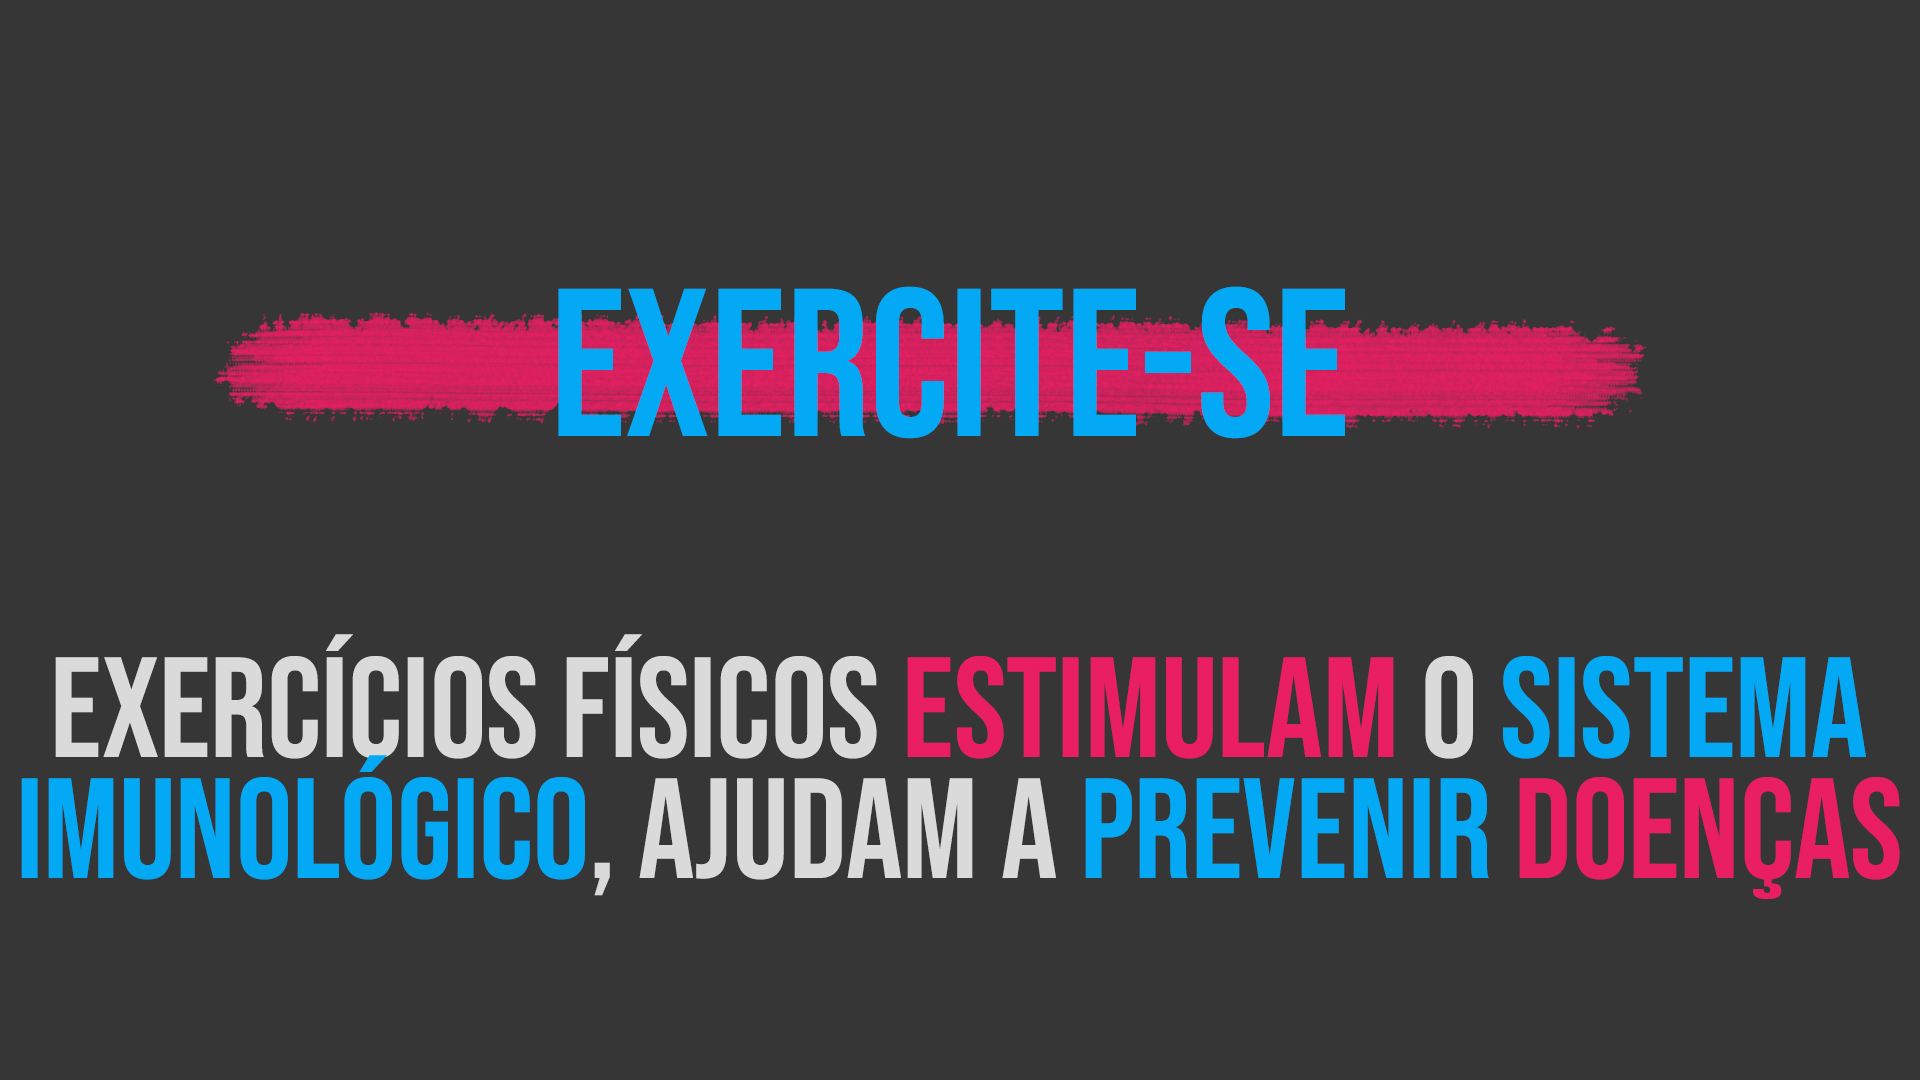 EXERCITE-SE
EXERCÍCIOS FÍSICOS ESTIMULAM O SISTEMA
IMUNOLÓGICO, AJUDAM A PREVENIR DOENÇAS